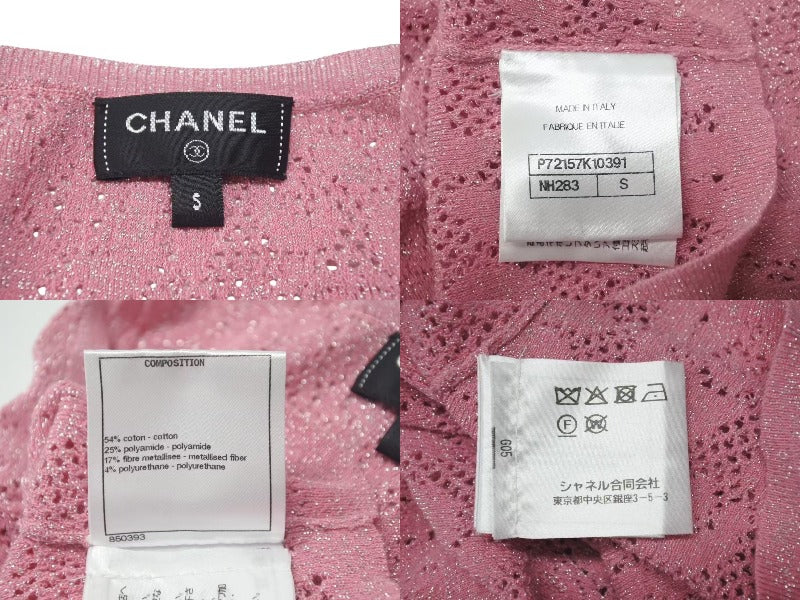 CHANEL
S
MADE IN ITALY
FABRIQUE EN ITALIE
P72157K10391
NH283 S
COMPOSITION
54% coton - cotton
25% polyamide - polyamide
17% fibre metallisee - metallised fiber
4% polyurethane - polyurethane
850393
G05
シャネル合同会社
東京都中央区銀座3-5-3